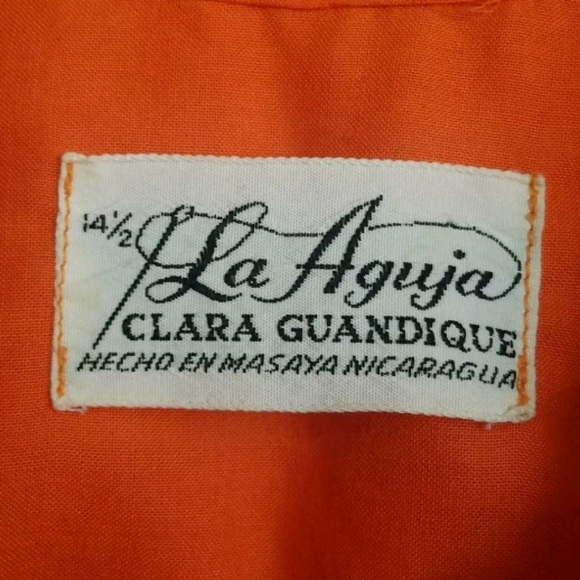 14½
La Aguja
CLARA GUANDIQUE
HECHO EN MASAYA NICARAGUA